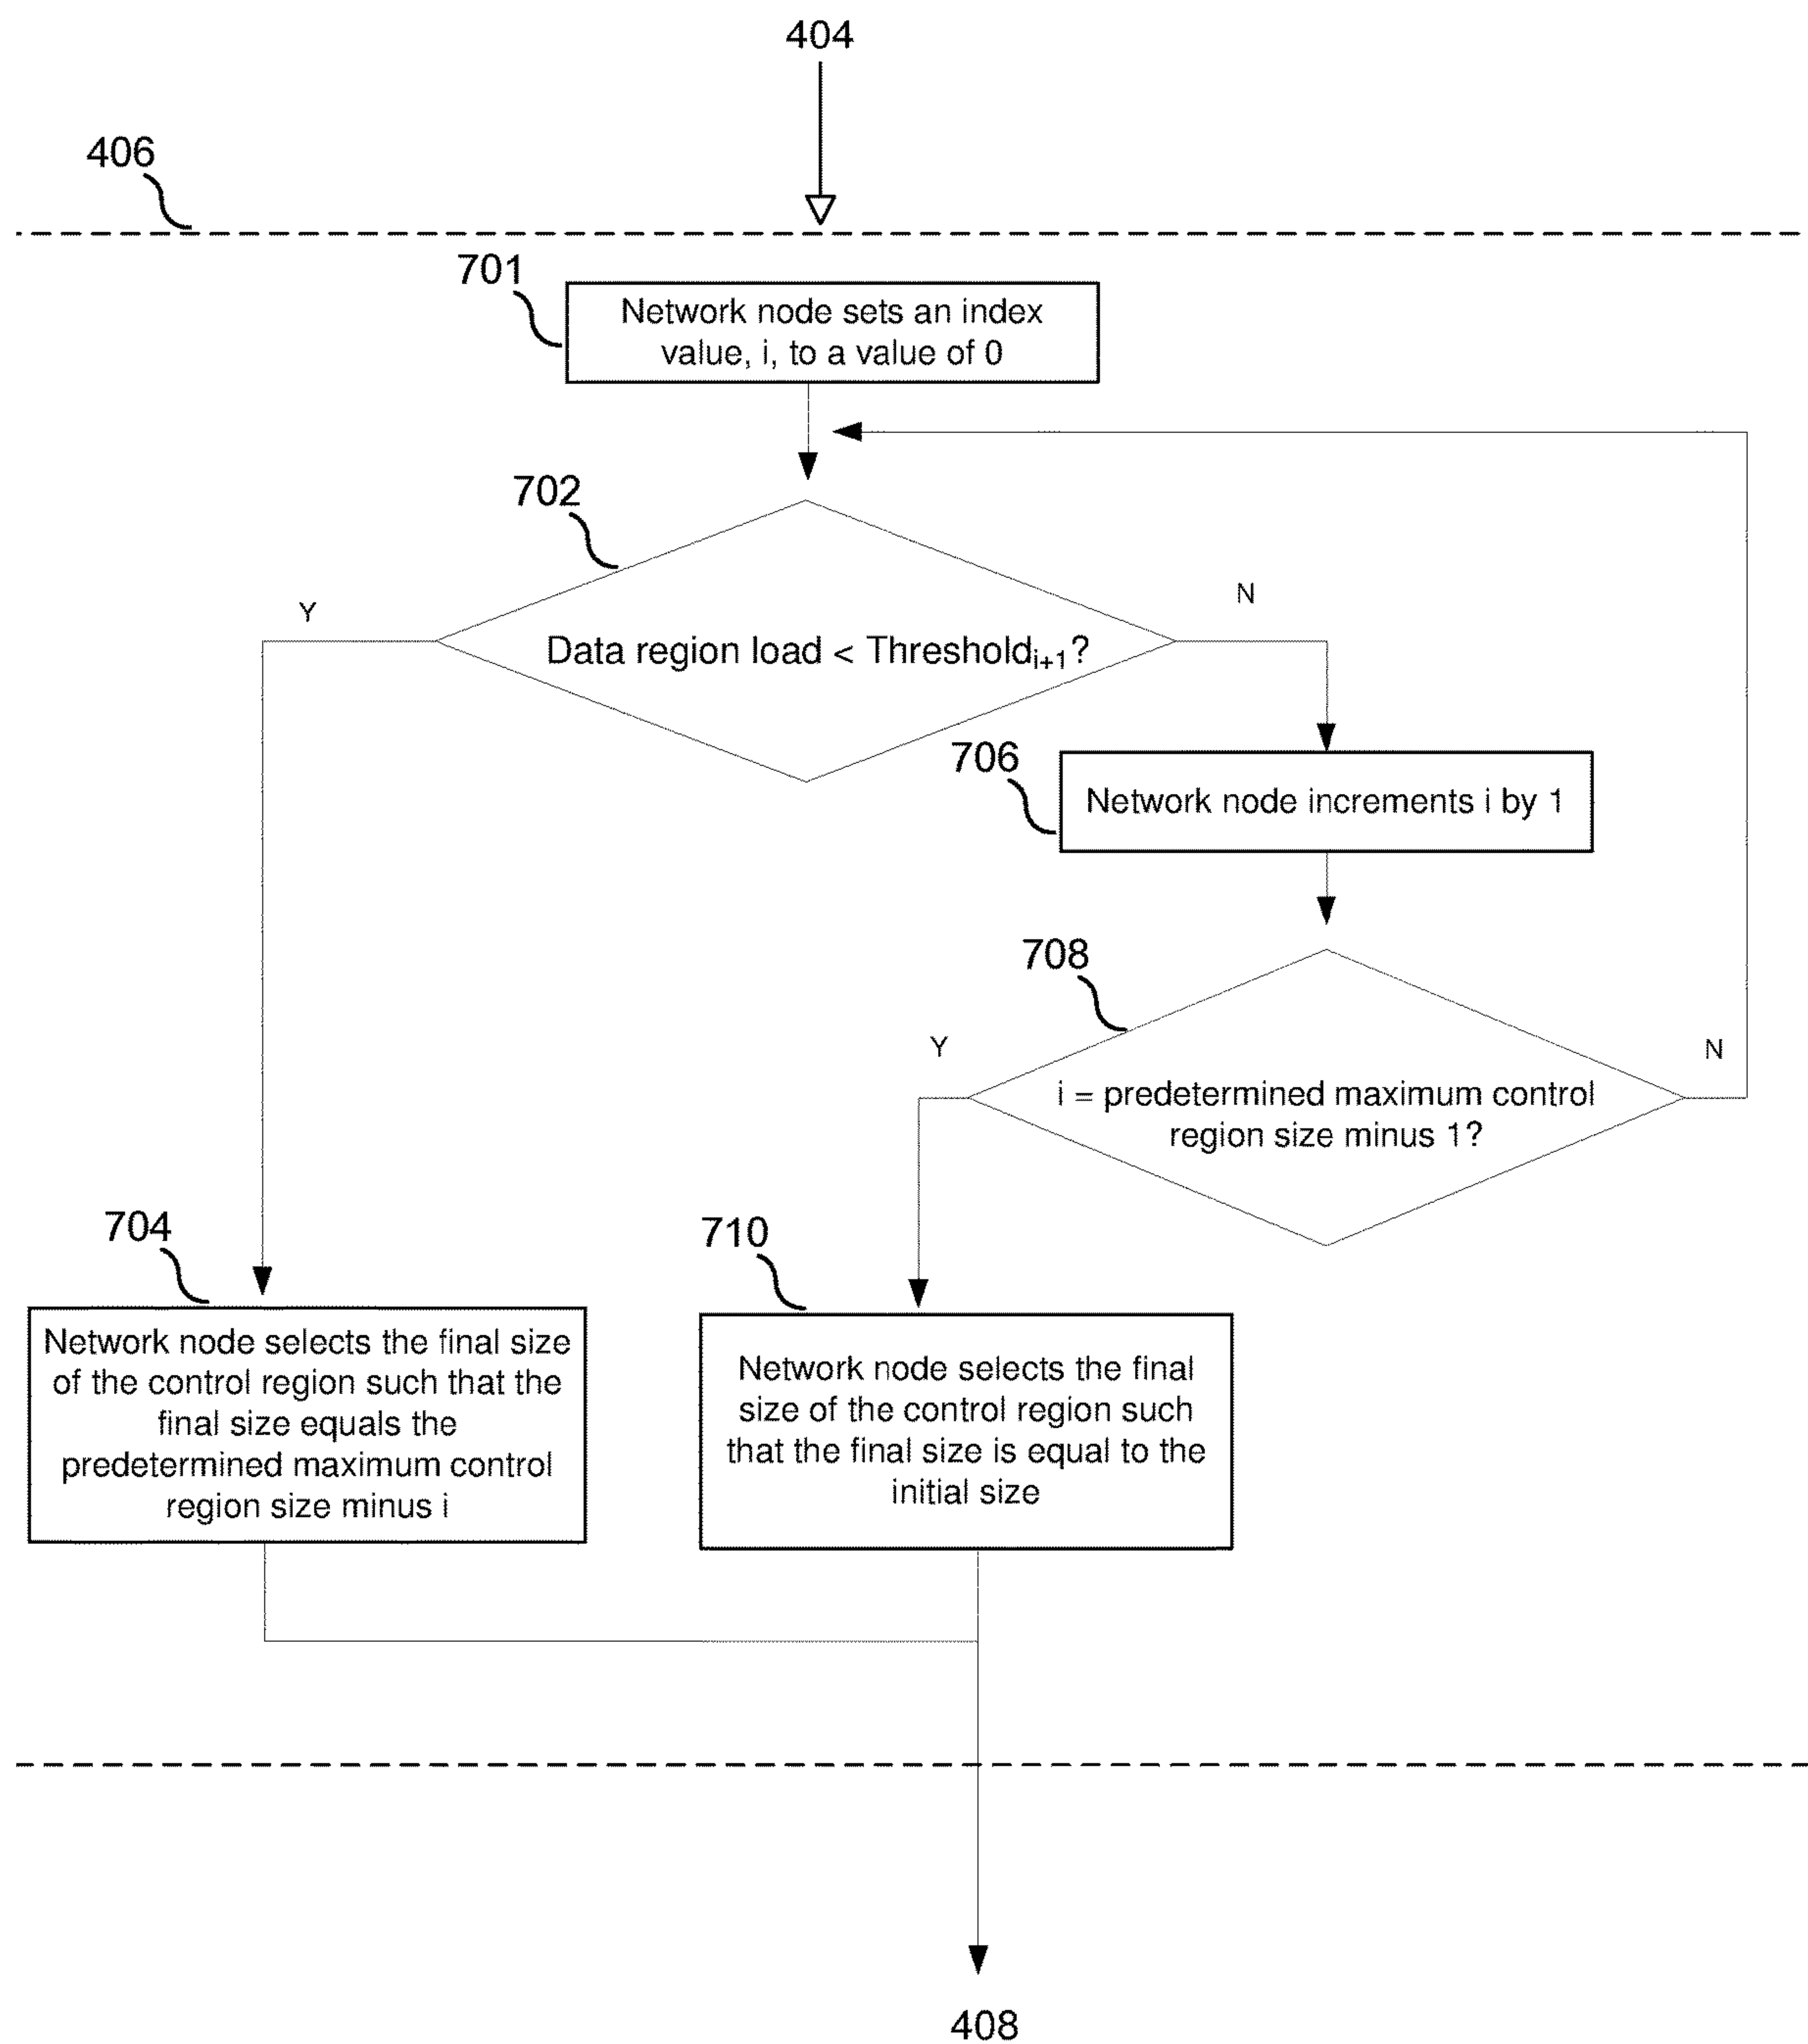 404
406
701
Network node sets an index
value, i, to a value of 0
702
Y
N
Data region load < Thresholdi+1?
706
Network node increments i by 1
708
Y
N
i = predetermined maximum control
region size minus 1?
704
Network node selects the final size
of the control region such that the
final size equals the
predetermined maximum control
region size minus i
710
Network node selects the final
size of the control region such
that the final size is equal to the
initial size
408